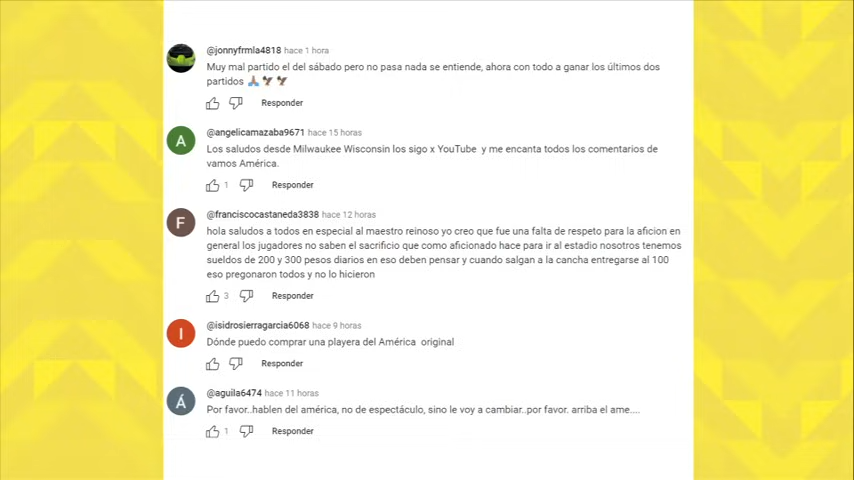 @jonnyfrmla4818 hace 1 hora
Muy mal partido el del sábado pero no pasa nada se entiende, ahora con todo a ganar los últimos dos
partidos 🙏🏽 🦅 🦅
Responder
A
@angelicamazaba9671 hace 15 horas
Los saludos desde Milwaukee Wisconsin los sigo x YouTube y me encanta todos los comentarios de
vamos América.
1 Responder
F
@franciscocastaneda3838 hace 12 horas
hola saludos a todos en especial al maestro reinoso yo creo que fue una falta de respeto para la aficion en
general los jugadores no saben el sacrificio que como aficionado hace para ir al estadio nosotros tenemos
sueldos de 200 y 300 pesos diarios en eso deben pensar y cuando salgan a la cancha entregarse al 100
eso pregonaron todos y no lo hicieron
3 Responder
I
@isidrosierragarcia6068 hace 9 horas
Dónde puedo comprar una playera del América original
Responder
Á
@aguila6474 hace 11 horas
Por favor..hablen del américa, no de espectáculo, sino le voy a cambiar..por favor. arriba el ame....
1 Responder